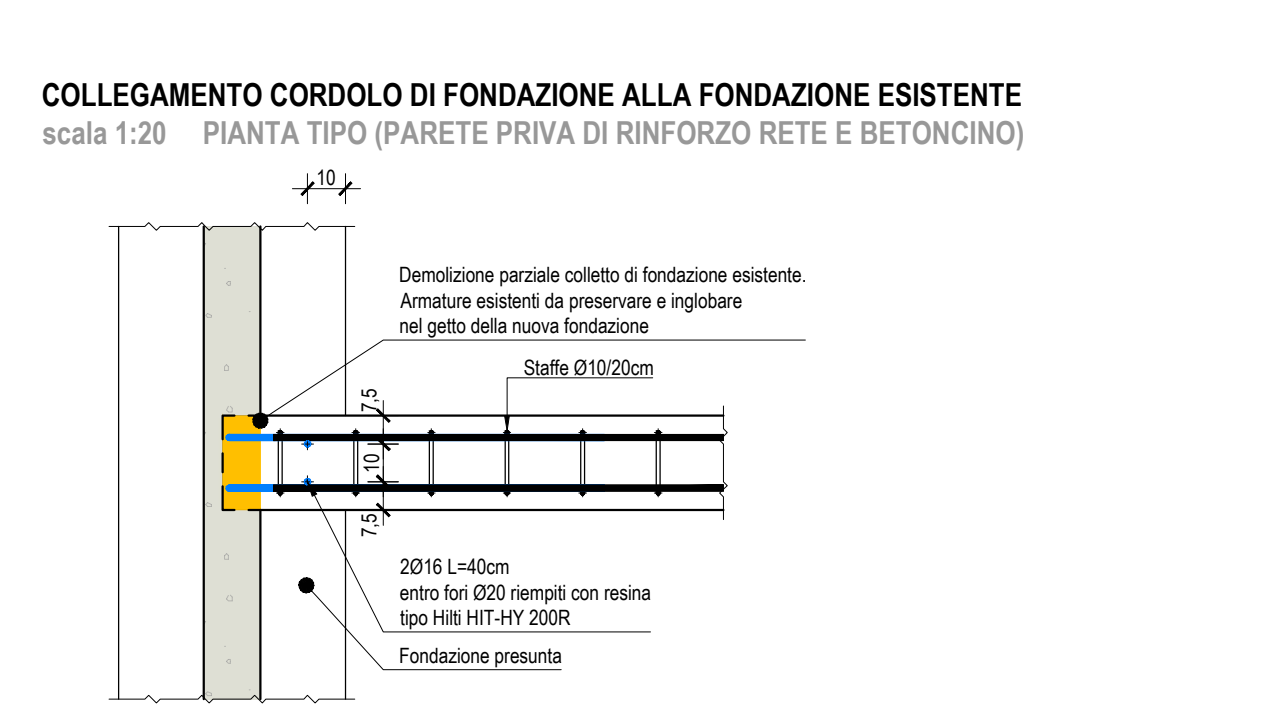 COLLEGAMENTO CORDOLO DI FONDAZIONE ALLA FONDAZIONE ESISTENTE
scala 1:20 PIANTA TIPO (PARETE PRIVA DI RINFORZO RETE E BETONCINO)
10
Demolizione parziale colletto di fondazione esistente.
Armature esistenti da preservare e inglobare
nel getto della nuova fondazione
Staffe Ø10/20cm
7,5
10
7,5
2Ø16 L=40cm
entro fori Ø20 riempiti con resina
tipo Hilti HIT-HY 200R
Fondazione presunta